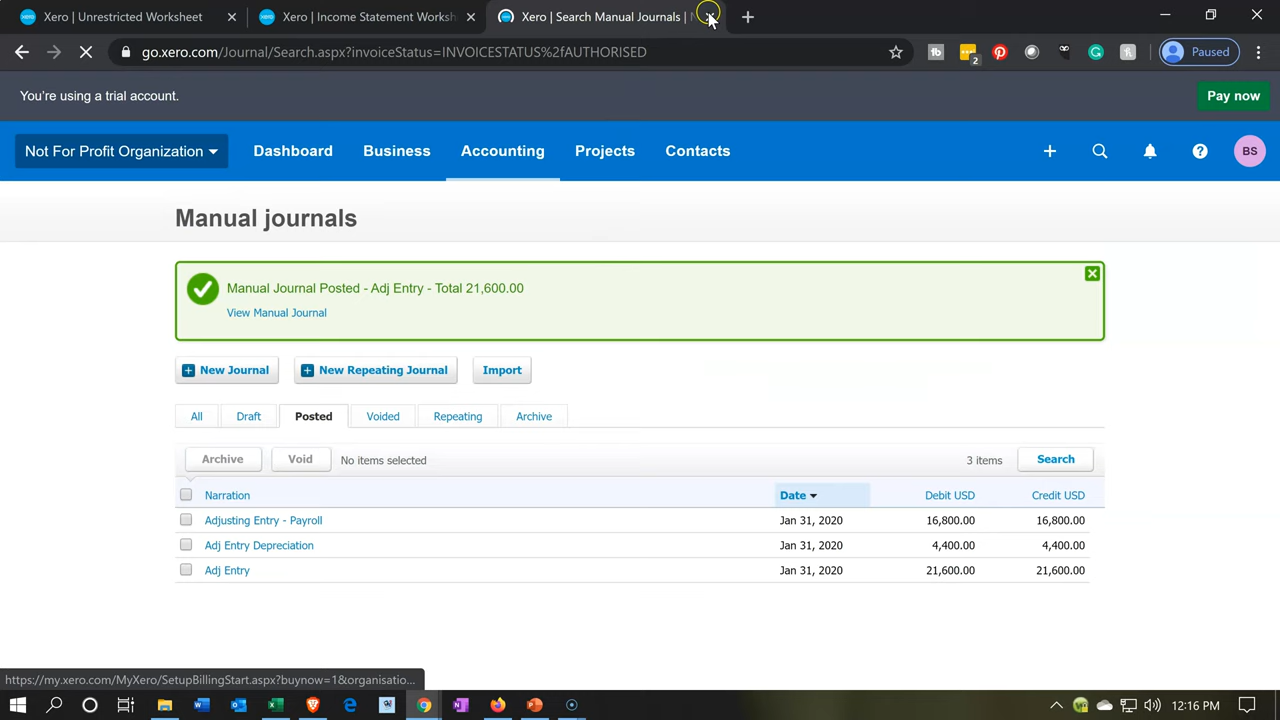 Xero | Unrestricted Worksheet
Xero | Income Statement Worksh
Xero | Search Manual Journals |
go.xero.com/Journal/Search.aspx?invoiceStatus=INVOICESTATUS%2fAUTHORISED
2
Paused
You're using a trial account.
Pay now
Not For Profit Organization
Dashboard
Business
Accounting
Projects
Contacts
BS
Manual journals
Manual Journal Posted - Adj Entry - Total 21,600.00
View Manual Journal
New Journal
New Repeating Journal
Import
All
Draft
Posted
Voided
Repeating
Archive
Archive
Void
No items selected
3 items
Search
Narration Date Debit USD Credit USD
Adjusting Entry - Payroll Jan 31, 2020 16,800.00 16,800.00
Adj Entry Depreciation Jan 31, 2020 4,400.00 4,400.00
Adj Entry Jan 31, 2020 21,600.00 21,600.00
https://my.xero.com/MyXero/SetupBillingStart.aspx?buynow=1&organisatio...
12:16 PM